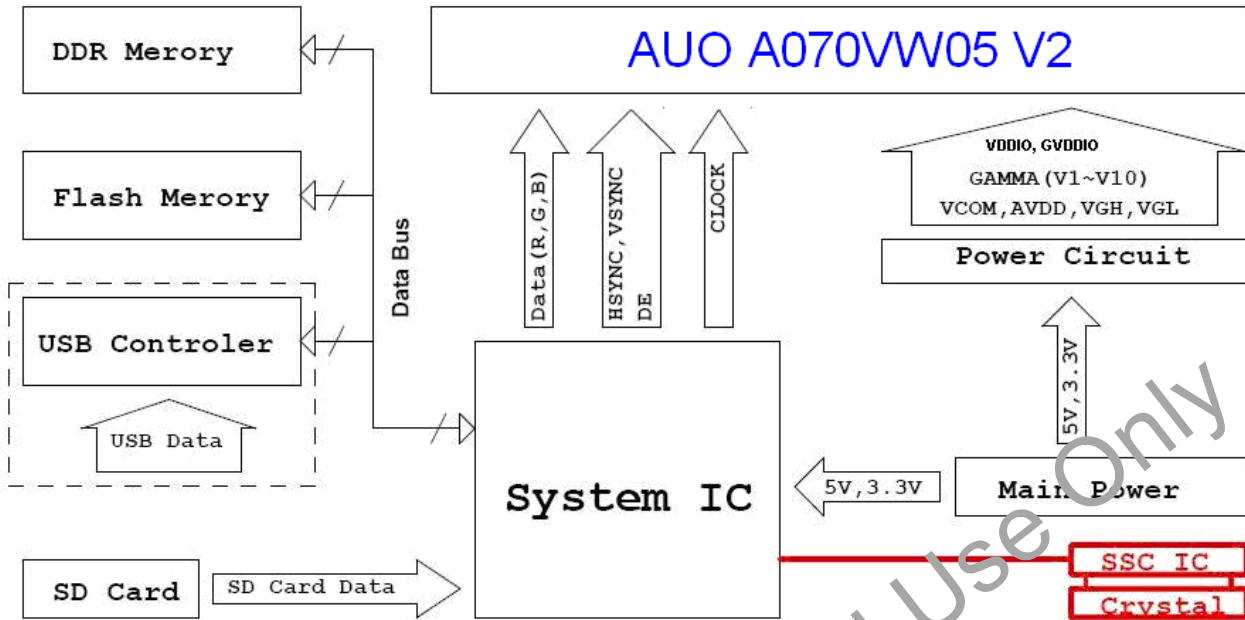 DDR Merory
AUO A070VW05 V2
VDDIO, GVDDIO
GAMMA(V1~V10)
VCOM,AVDD,VGH,VGL
Flash Merory
Data Bus
Data(R,G,B)
HSYNC,VSYNC
DE
CLOCK
Power Circuit
USB Controler
USB Data
5V,3.3V
System IC
5V,3.3V
Main Power
SSC IC
Crystal
SD Card
SD Card Data
Use Only